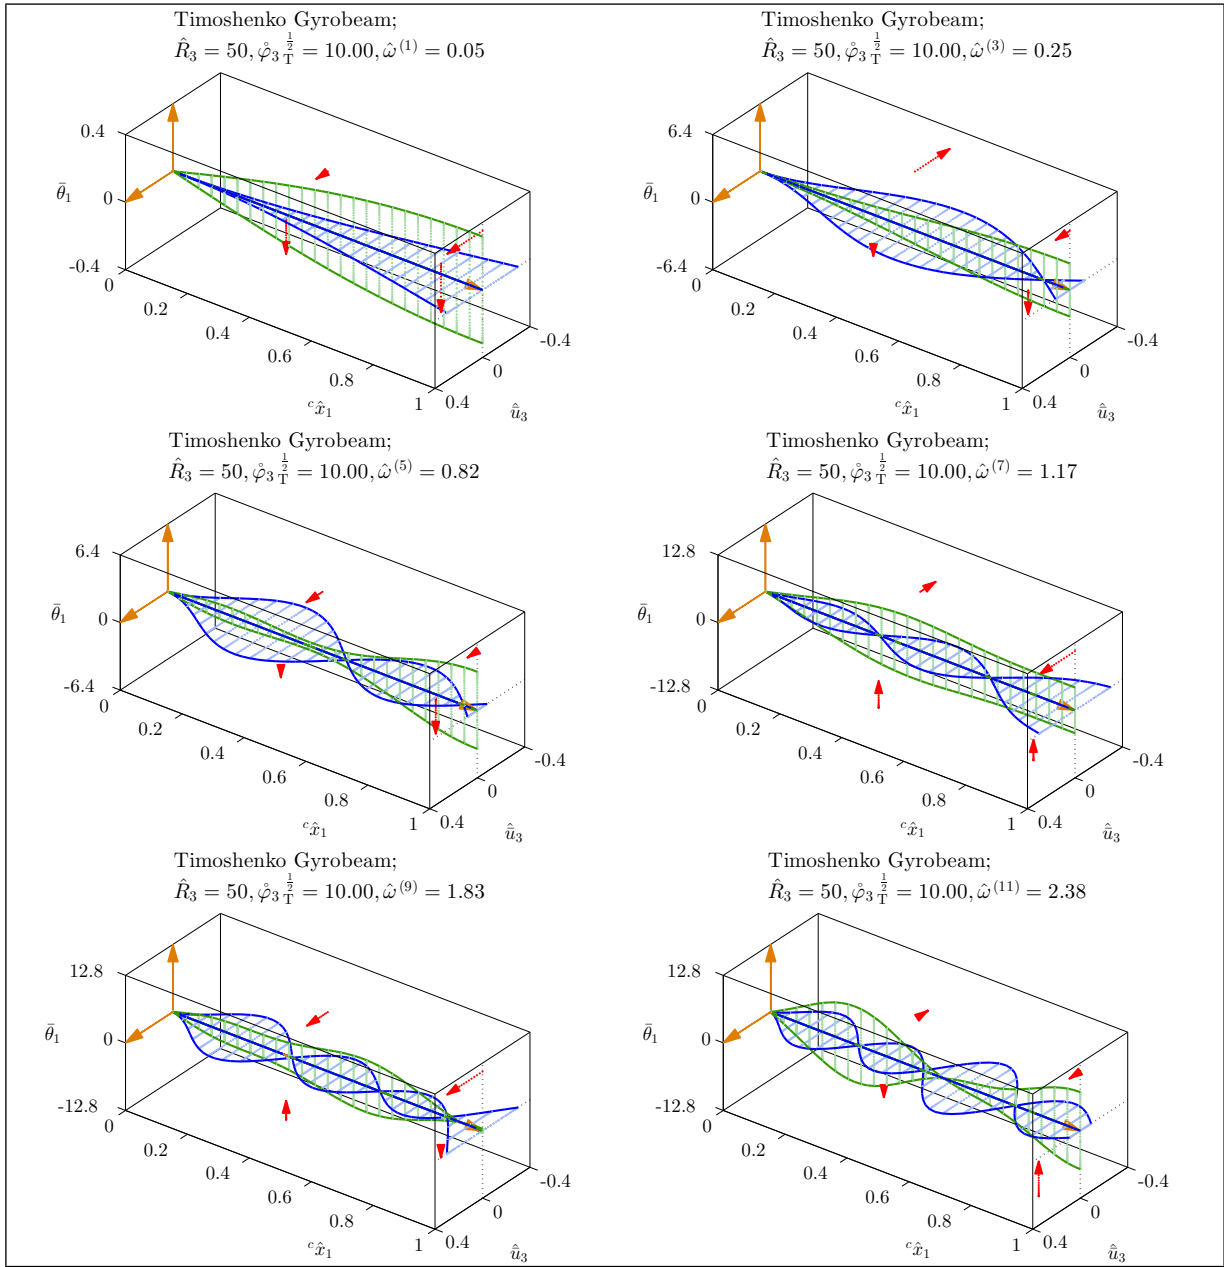 Timoshenko Gyrobeam;
R̂₃ = 50, φ̊₃ T^{1/2} = 10.00, ω̂⁽¹⁾ = 0.05
0.4
θ̄₁
0
-0.4
0
0.2
0.4
0.6
0.8
1
ᶜx̂₁
0.4
0
-0.4
û̄₃
Timoshenko Gyrobeam;
R̂₃ = 50, φ̊₃ T^{1/2} = 10.00, ω̂⁽³⁾ = 0.25
6.4
θ̄₁
0
-6.4
0
0.2
0.4
0.6
0.8
1
ᶜx̂₁
0.4
0
-0.4
û̄₃
Timoshenko Gyrobeam;
R̂₃ = 50, φ̊₃ T^{1/2} = 10.00, ω̂⁽⁵⁾ = 0.82
6.4
θ̄₁
0
-6.4
0
0.2
0.4
0.6
0.8
1
ᶜx̂₁
0.4
0
-0.4
û̄₃
Timoshenko Gyrobeam;
R̂₃ = 50, φ̊₃ T^{1/2} = 10.00, ω̂⁽⁷⁾ = 1.17
12.8
θ̄₁
0
-12.8
0
0.2
0.4
0.6
0.8
1
ᶜx̂₁
0.4
0
-0.4
û̄₃
Timoshenko Gyrobeam;
R̂₃ = 50, φ̊₃ T^{1/2} = 10.00, ω̂⁽⁹⁾ = 1.83
12.8
θ̄₁
0
-12.8
0
0.2
0.4
0.6
0.8
1
ᶜx̂₁
0.4
0
-0.4
û̄₃
Timoshenko Gyrobeam;
R̂₃ = 50, φ̊₃ T^{1/2} = 10.00, ω̂⁽¹¹⁾ = 2.38
12.8
θ̄₁
0
-12.8
0
0.2
0.4
0.6
0.8
1
ᶜx̂₁
0.4
0
-0.4
û̄₃